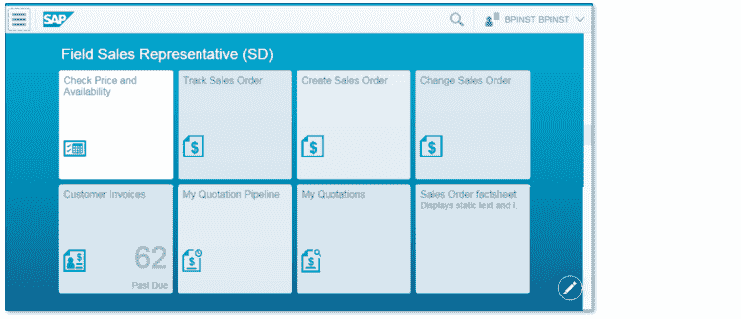 SAP
BPINST BPINST
Field Sales Representative (SD)
Check Price and
Availability
Track Sales Order
Create Sales Order
Change Sales Order
Customer Invoices
62
Past Due
My Quotation Pipeline
My Quotations
Sales Order factsheet
Displays static text and i.